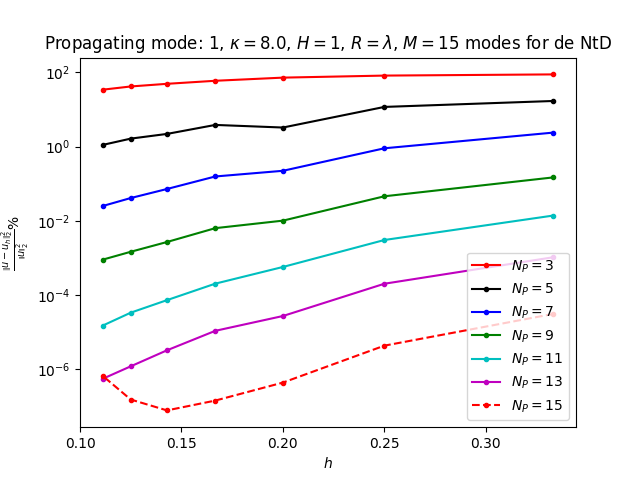 Propagating mode: 1, κ = 8.0, H = 1, R = λ, M = 15 modes for de NtD
10²
10⁰
10⁻²
10⁻⁴
10⁻⁶
‖u − uₕ‖₂²
‖u‖₂²
%
N_P = 3
N_P = 5
N_P = 7
N_P = 9
N_P = 11
N_P = 13
N_P = 15
0.10 0.15 0.20 0.25 0.30
h